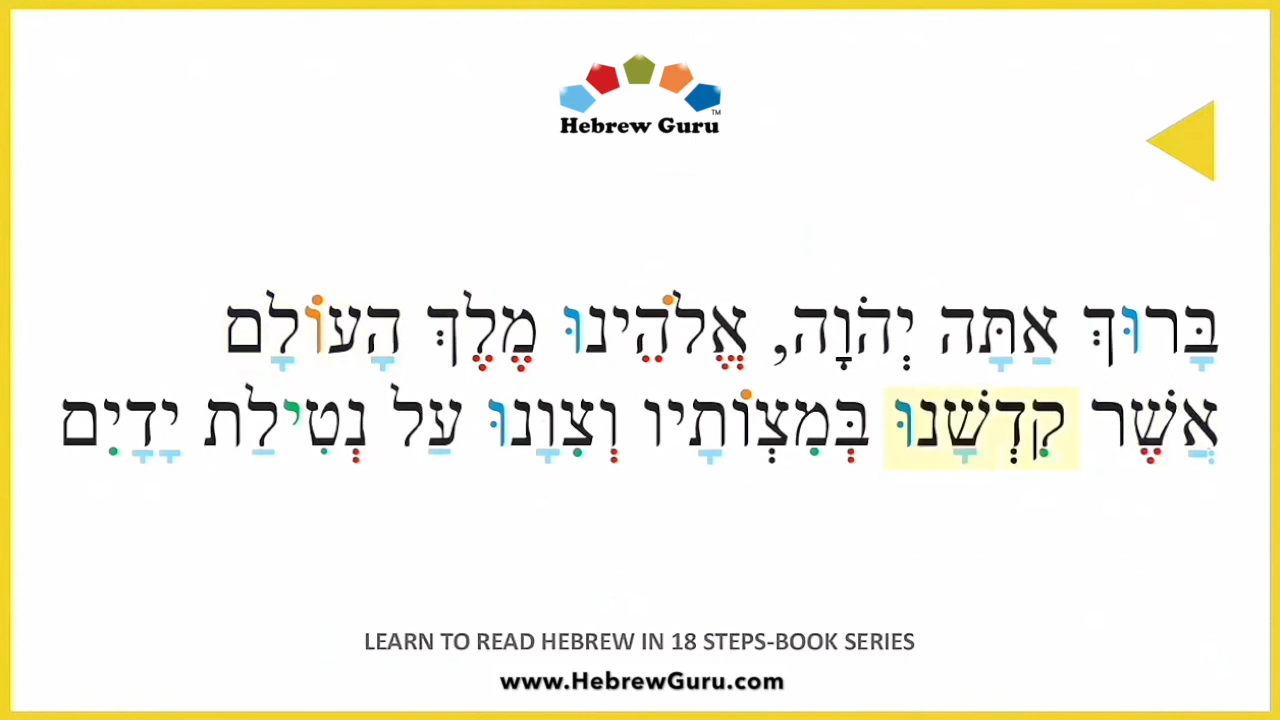 Hebrew Guru™
בָּרוּךְ אַתָּה יְהֹוָה, אֱלֹהֵינוּ מֶלֶךְ הָעוֹלָם
אֲשֶׁר קִדְשָׁנוּ בְּמִצְוֹתָיו וְצִוָנוּ עַל נְטִילַת יָדַיִם
LEARN TO READ HEBREW IN 18 STEPS-BOOK SERIES
www.HebrewGuru.com